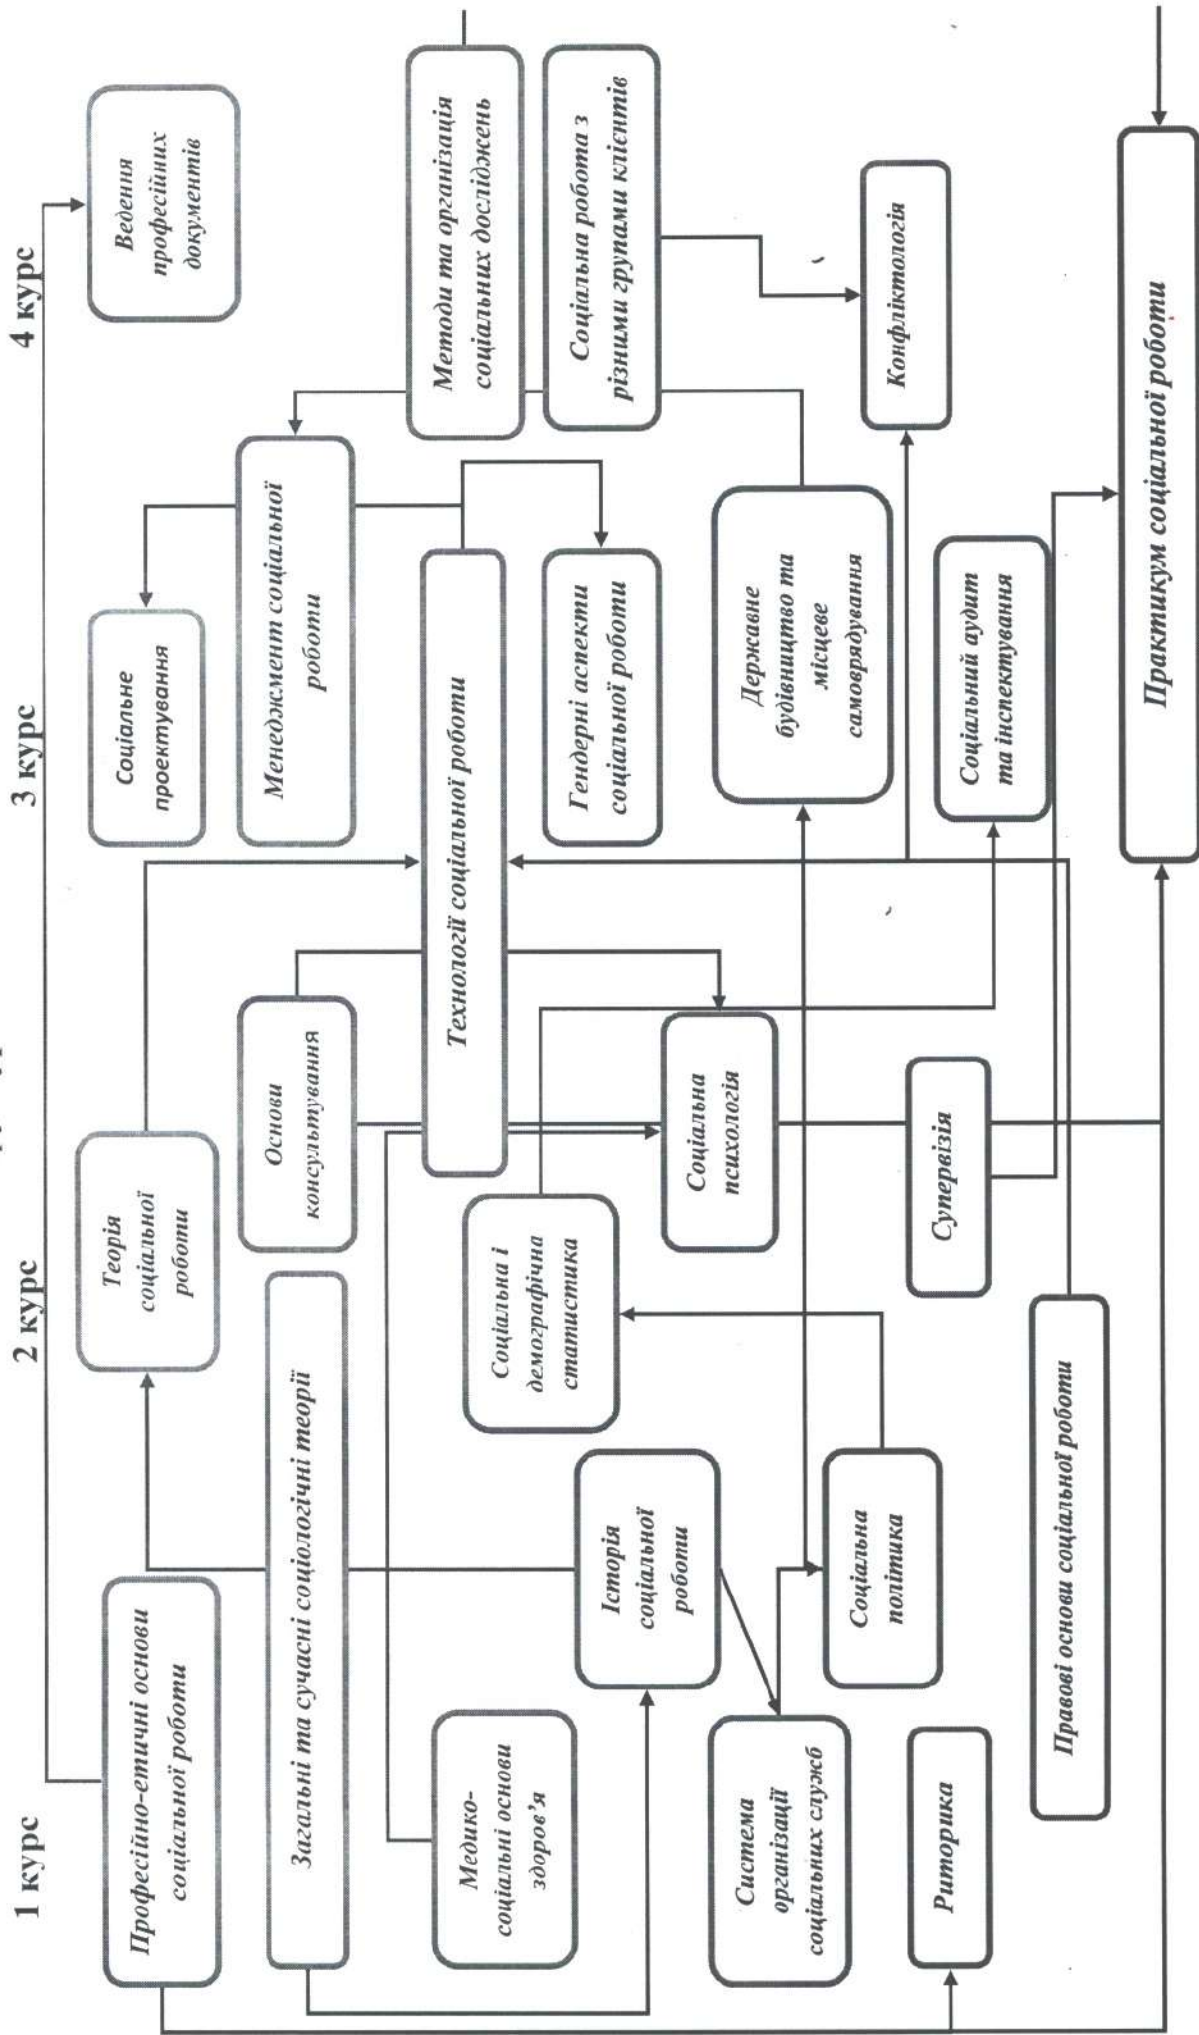 1 курс
2 курс
3 курс
4 курс
Професійно-етичні основи
соціальної роботи
Теорія
соціальної
роботи
Соціальне
проектування
Ведення
професійних
документів
Загальні та сучасні соціологічні теорії
Основи
консультування
Менеджмент соціальної
роботи
Медико-
соціальні основи
здоров’я
Соціальна і
демографічна
статистика
Технології соціальної роботи
Методи та організація
соціальних досліджень
Історія
соціальної
роботи
Гендерні аспекти
соціальної роботи
Соціальна робота з
різними групами клієнтів
Система
організації
соціальних служб
Соціальна
психологія
Державне
будівництво та
місцеве
самоврядування
Соціальна
політика
Конфліктологія
Риторика
Супервізія
Соціальний аудит
та інспектування
Правові основи соціальної роботи
Практикум соціальної роботи